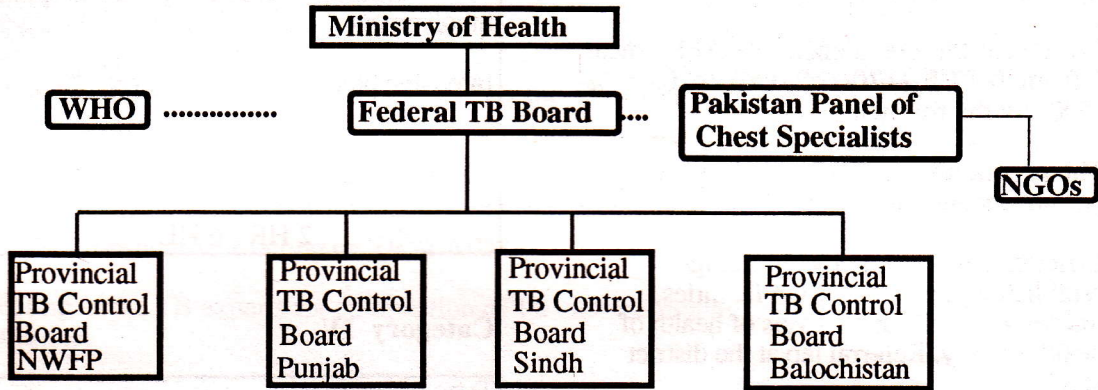 Ministry of Health
WHO
Federal TB Board
Pakistan Panel of
Chest Specialists
NGOs
Provincial
TB Control
Board
NWFP
Provincial
TB Control
Board
Punjab
Provincial
TB Control
Board
Sindh
Provincial
TB Control
Board
Balochistan